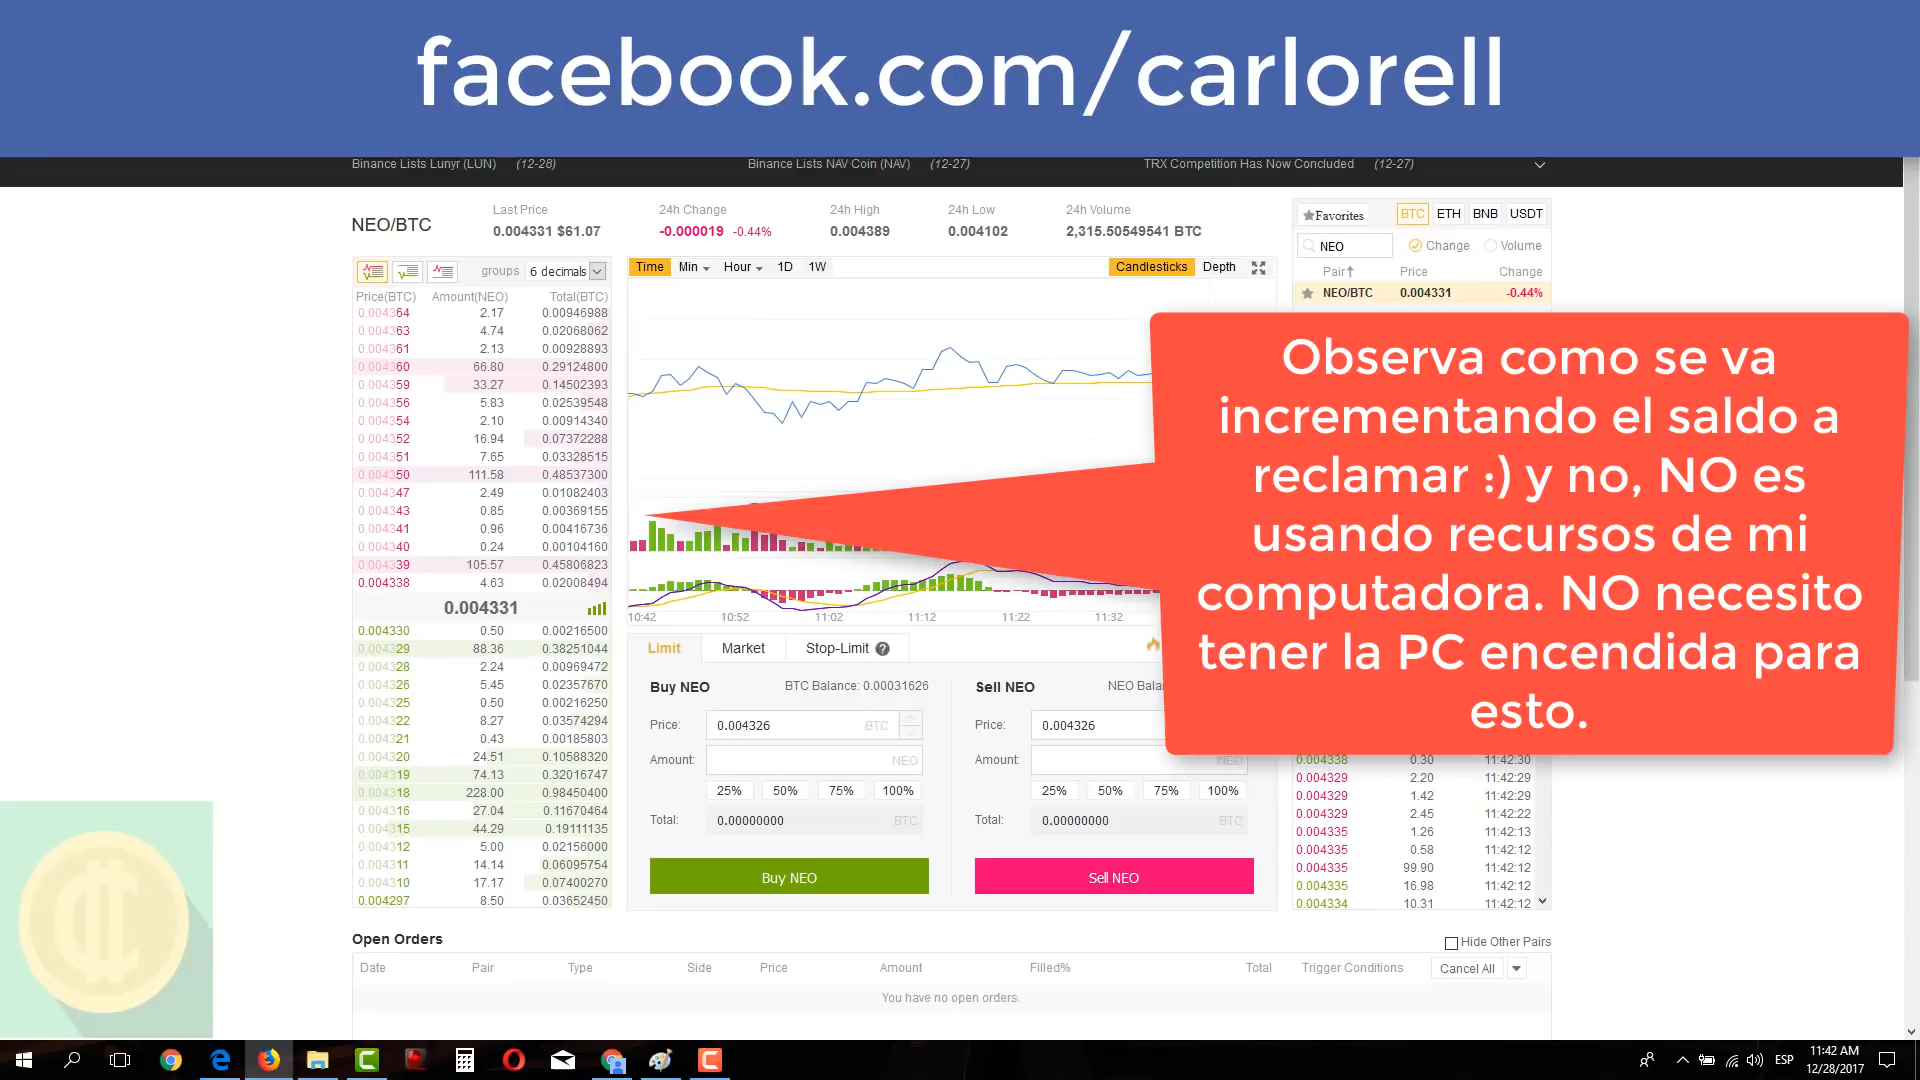 facebook.com/carlorell
Binance Lists Lunyr (LUN) (12-28) Binance Lists NAV Coin (NAV) (12-27) TRX Competition Has Now Concluded (12-27)
NEO/BTC
Last Price 24h Change 24h High 24h Low 24h Volume
0.004331 $61.07 -0.000019 -0.44% 0.004389 0.004102 2,315.50549541 BTC
groups 6 decimals
Price(BTC) Amount(NEO) Total(BTC)
0.004364 2.17 0.00946988
0.004363 4.74 0.02068062
0.004361 2.13 0.00928893
0.004360 66.80 0.29124800
0.004359 33.27 0.14502393
0.004356 5.83 0.02539548
0.004354 2.10 0.00914340
0.004352 16.94 0.07372288
0.004351 7.65 0.03328515
0.004350 111.58 0.48537300
0.004347 2.49 0.01082403
0.004343 0.85 0.00369155
0.004341 0.96 0.00416736
0.004340 0.24 0.00104160
0.004339 105.57 0.45806823
0.004338 4.63 0.02008494
0.004331
0.004330 0.50 0.00216500
0.004329 88.36 0.38251044
0.004328 2.24 0.00969472
0.004326 5.45 0.02357670
0.004325 0.50 0.00216250
0.004322 8.27 0.03574294
0.004321 0.43 0.00185803
0.004320 24.51 0.10588320
0.004319 74.13 0.32016747
0.004318 228.00 0.98450400
0.004316 27.04 0.11670464
0.004315 44.29 0.19111135
0.004312 5.00 0.02156000
0.004311 14.14 0.06095754
0.004310 17.17 0.07400270
0.004297 8.50 0.03652450
Time Min Hour 1D 1W Candlesticks Depth
10:42 10:52 11:02 11:12 11:22 11:32
Limit Market Stop-Limit
Buy NEO BTC Balance: 0.00031626
Price: 0.004326 BTC
Amount: NEO
25% 50% 75% 100%
Total: 0.00000000 BTC
Buy NEO
Sell NEO NEO Bala
Price: 0.004326
Amount: NEO
25% 50% 75% 100%
Total: 0.00000000 BTC
Sell NEO
Favorites BTC ETH BNB USDT
NEO Change Volume
Pair Price Change
NEO/BTC 0.004331 -0.44%
Observa como se va
incrementando el saldo a
reclamar :) y no, NO es
usando recursos de mi
computadora. NO necesito
tener la PC encendida para
esto.
0.004338 0.30 11:42:30
0.004329 2.20 11:42:29
0.004329 1.42 11:42:29
0.004329 2.45 11:42:22
0.004335 1.26 11:42:13
0.004335 0.58 11:42:12
0.004335 99.90 11:42:12
0.004335 16.98 11:42:12
0.004334 10.31 11:42:12
Open Orders Hide Other Pairs
Date Pair Type Side Price Amount Filled% Total Trigger Conditions Cancel All
You have no open orders.
ESP
11:42 AM
12/28/2017